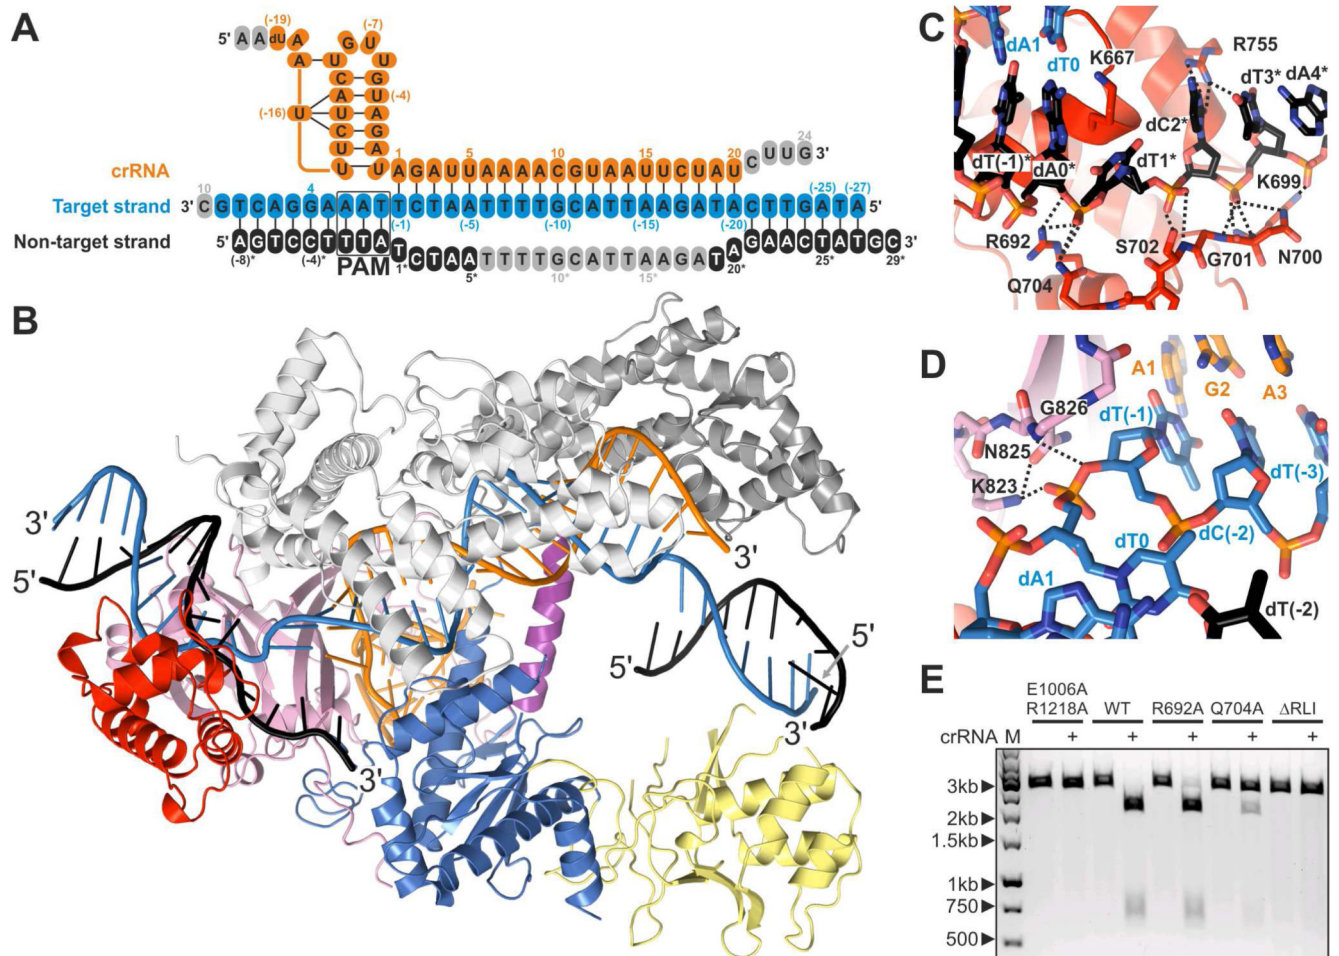 A
(-19) (-7)
5' A A dU A G U
A U U
C G
A U (-4)
(-16) U U A
C G
U A
U U
1 5 10 15 20 24
crRNA A G A U U A A A A C G U A A U U C U A U C U U G 3'
10 4 (-25) (-27)
Target strand 3' C G T C A G G A A A T T C T A A T T T T G C A T T A A G A T A C T T G A T A 5'
(-1) (-5) (-10) (-15) (-20)
Non-target strand 5' A G T C C T T T A T C T A A T T T T G C A T T A A G A T A G A A C T A T G C 3'
(-8)* (-4)* PAM 1* 5* 10* 15* 20* 25* 29*
B
3'
5'
3'
3'
5'
5'
3'
C
dA1
dT0
K667
R755
dT3*
dA4*
dC2*
dT(-1)*
dA0*
dT1*
K699
R692
S702
G701
N700
Q704
D
A1
G2
A3
G826
dT(-1)
N825
dT(-3)
K823
dT0
dC(-2)
dA1
dT(-2)
E
E1006A
R1218A WT R692A Q704A ΔRLI
crRNA M + + + + +
3kb
2kb
1.5kb
1kb
750
500